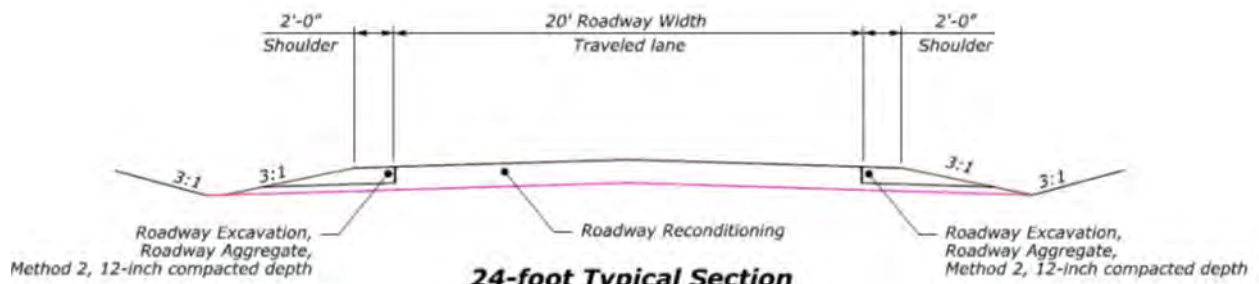 2'-0"
Shoulder
20' Roadway Width
Traveled lane
2'-0"
Shoulder
3:1
3:1
3:1
3:1
Roadway Excavation,
Roadway Aggregate,
Method 2, 12-inch compacted depth
Roadway Reconditioning
Roadway Excavation,
Roadway Aggregate,
Method 2, 12-inch compacted depth
24-foot Typical Section